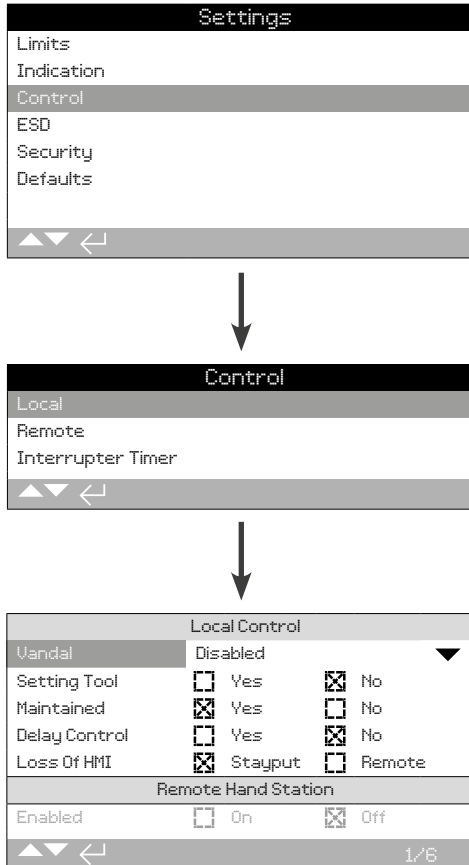 Settings
Limits
Indication
Control
ESD
Security
Defaults
Control
Local
Remote
Interrupter Timer
Local Control
Vandal Disabled
Setting Tool Yes No
Maintained Yes No
Delay Control Yes No
Loss Of HMI Stayput Remote
Remote Hand Station
Enabled On Off
1/6